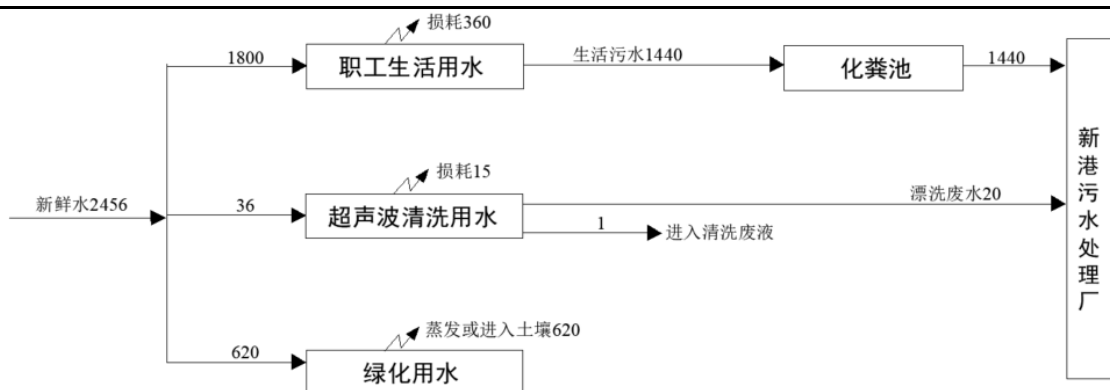 损耗360
1800
职工生活用水
生活污水1440
化粪池
1440
损耗15
新鲜水2456
36
超声波清洗用水
漂洗废水20
1
进入清洗废液
新港污水处理厂
蒸发或进入土壤620
620
绿化用水